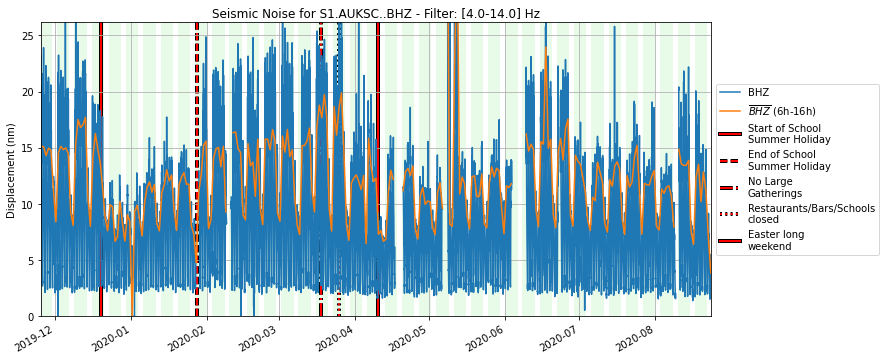 Seismic Noise for S1.AUKSC..BHZ - Filter: [4.0-14.0] Hz
Displacement (nm)
25
20
15
10
5
0
2019-12
2020-01
2020-02
2020-03
2020-04
2020-05
2020-06
2020-07
2020-08
BHZ
BHZ (6h-16h)
Start of School
Summer Holiday
End of School
Summer Holiday
No Large
Gatherings
Restaurants/Bars/Schools
closed
Easter long
weekend